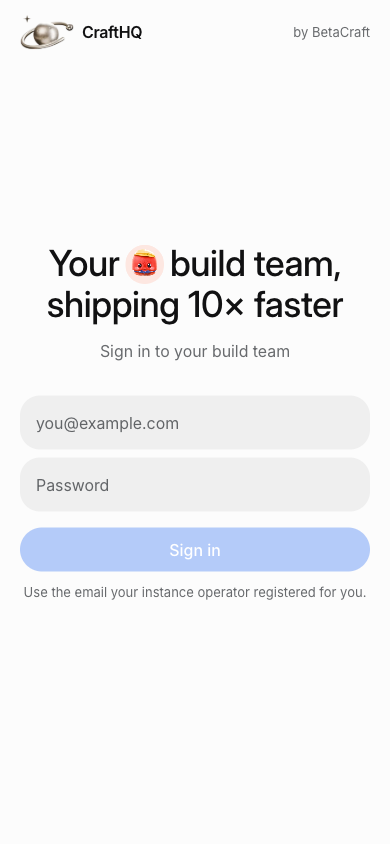 CraftHQ
by BetaCraft
Your build team,
shipping 10× faster
Sign in to your build team
you@example.com
Password
Sign in
Use the email your instance operator registered for you.